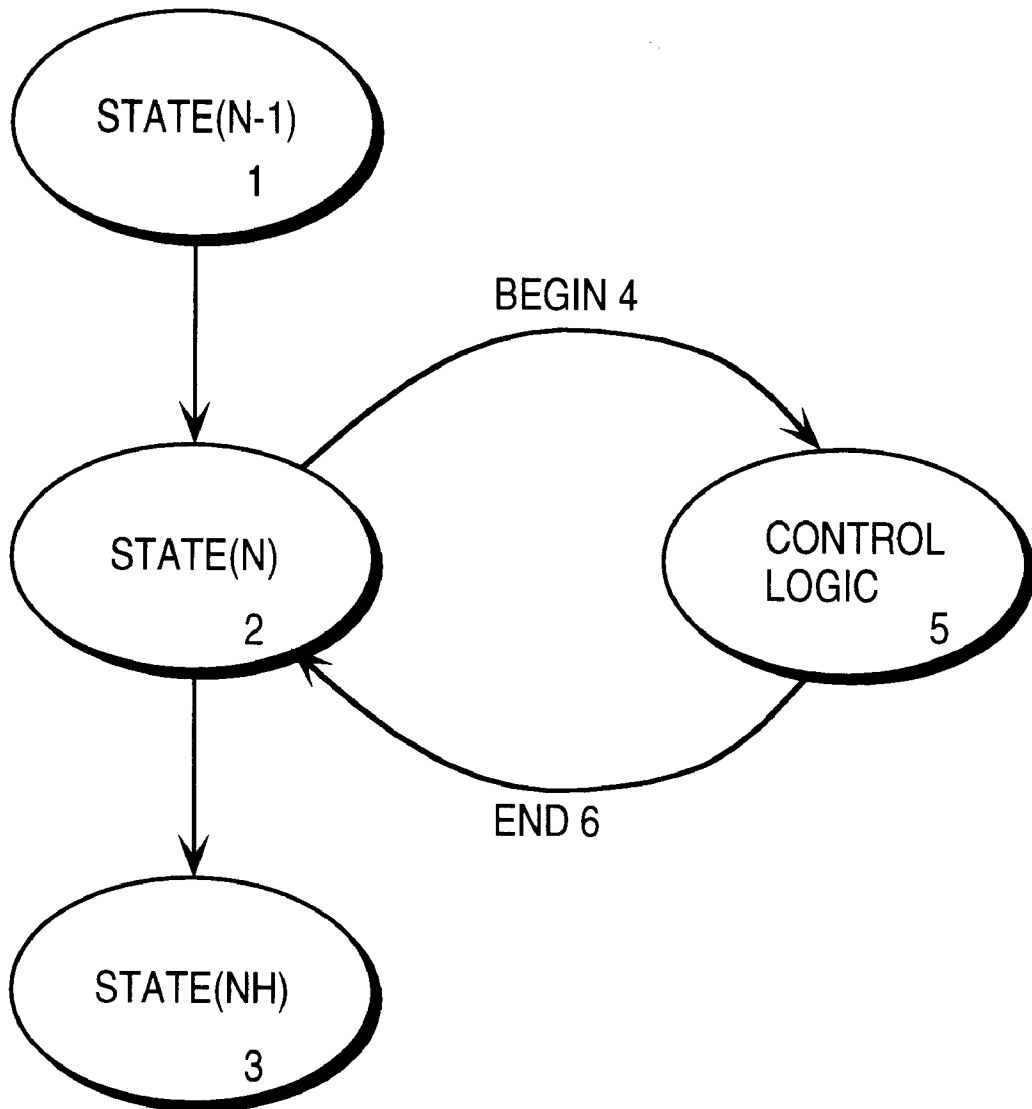 STATE(N-1)
1
BEGIN 4
STATE(N)
2
CONTROL
LOGIC
5
END 6
STATE(NH)
3